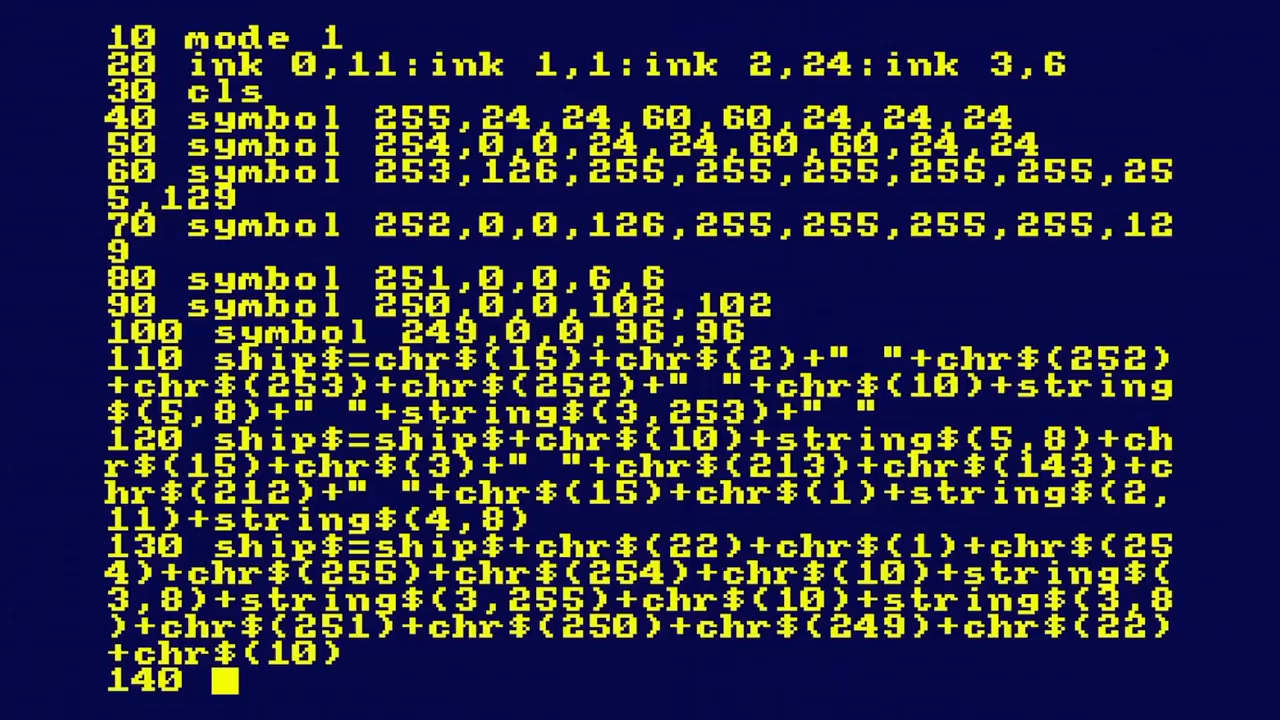 10 mode 1
20 ink 0,11:ink 1,1:ink 2,24:ink 3,6
30 cls
40 symbol 255,24,24,60,60,24,24,24
50 symbol 254,0,0,24,24,60,60,24,24
60 symbol 253,126,255,255,255,255,255,25
5,129
70 symbol 252,0,0,126,255,255,255,255,12
9
80 symbol 251,0,0,6,6
90 symbol 250,0,0,102,102
100 symbol 249,0,0,96,96
110 ship$=chr$(15)+chr$(2)+" "+chr$(252)
+chr$(253)+chr$(252)+" "+chr$(10)+string
$(5,8)+" "+string$(3,253)+" "
120 ship$=ship$+chr$(10)+string$(5,8)+ch
r$(15)+chr$(3)+" "+chr$(213)+chr$(143)+c
hr$(212)+" "+chr$(15)+chr$(1)+string$(2,
11)+string$(4,8)
130 ship$=ship$+chr$(22)+chr$(1)+chr$(25
4)+chr$(255)+chr$(254)+chr$(10)+string$(
3,8)+string$(3,255)+chr$(10)+string$(3,8
)+chr$(251)+chr$(250)+chr$(249)+chr$(22)
+chr$(10)
140